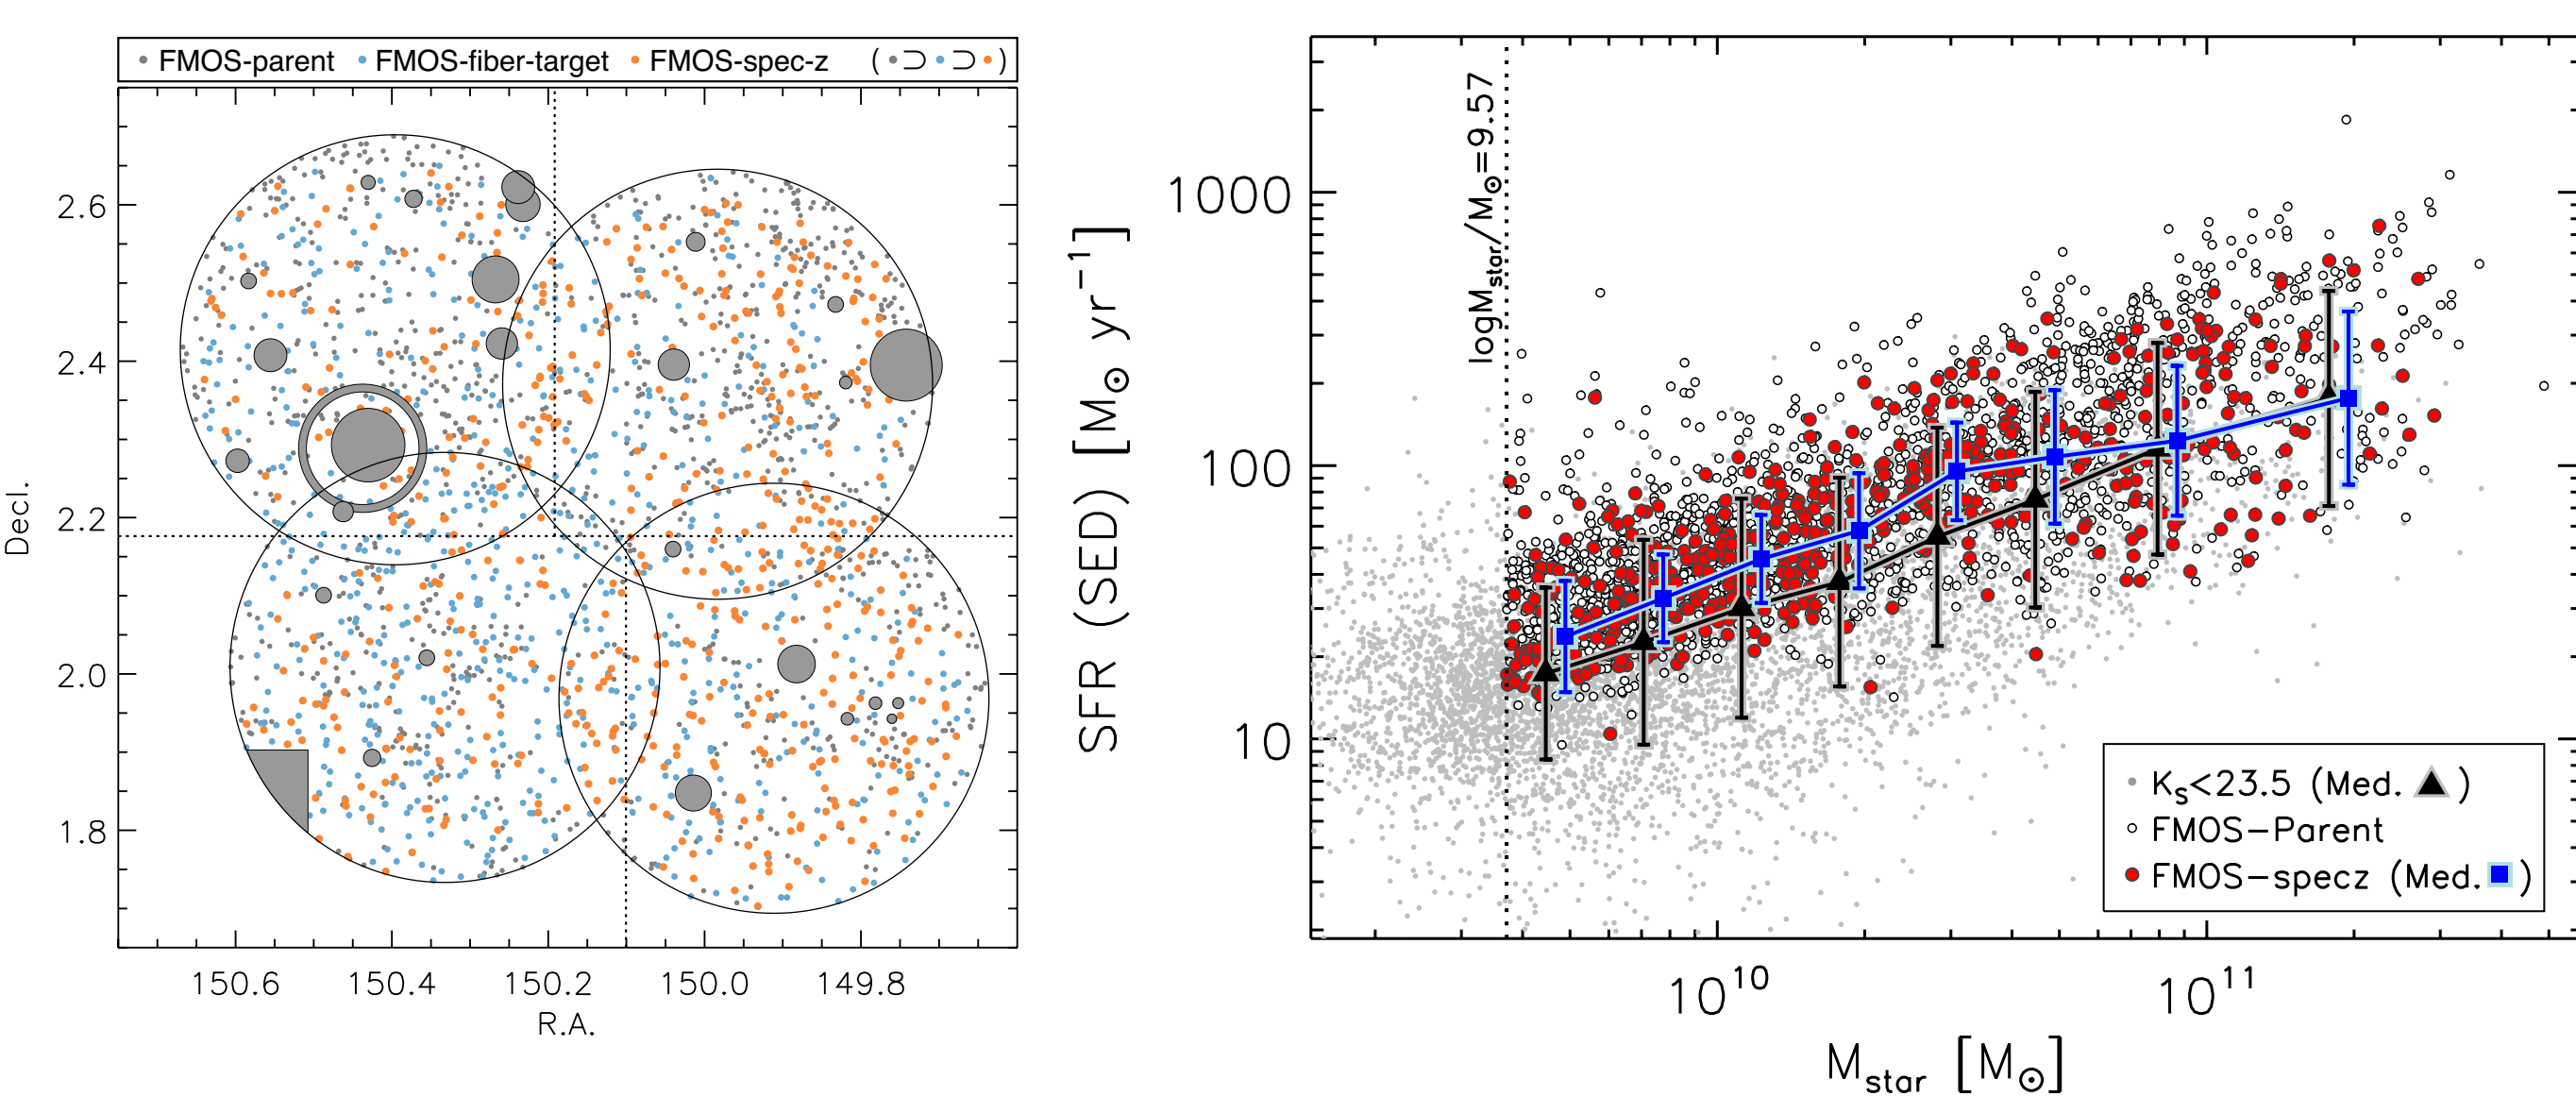 FMOS-parent FMOS-fiber-target FMOS-spec-z ( ⊃ ⊃ )
2.6
2.4
2.2
2.0
1.8
Decl.
150.6 150.4 150.2 150.0 149.8
R.A.
SFR (SED) [M⊙ yr⁻¹]
1000
100
10
logMstar/M⊙=9.57
Ks<23.5 (Med. )
FMOS-Parent
FMOS-specz (Med. )
10¹⁰ 10¹¹
Mstar [M⊙]